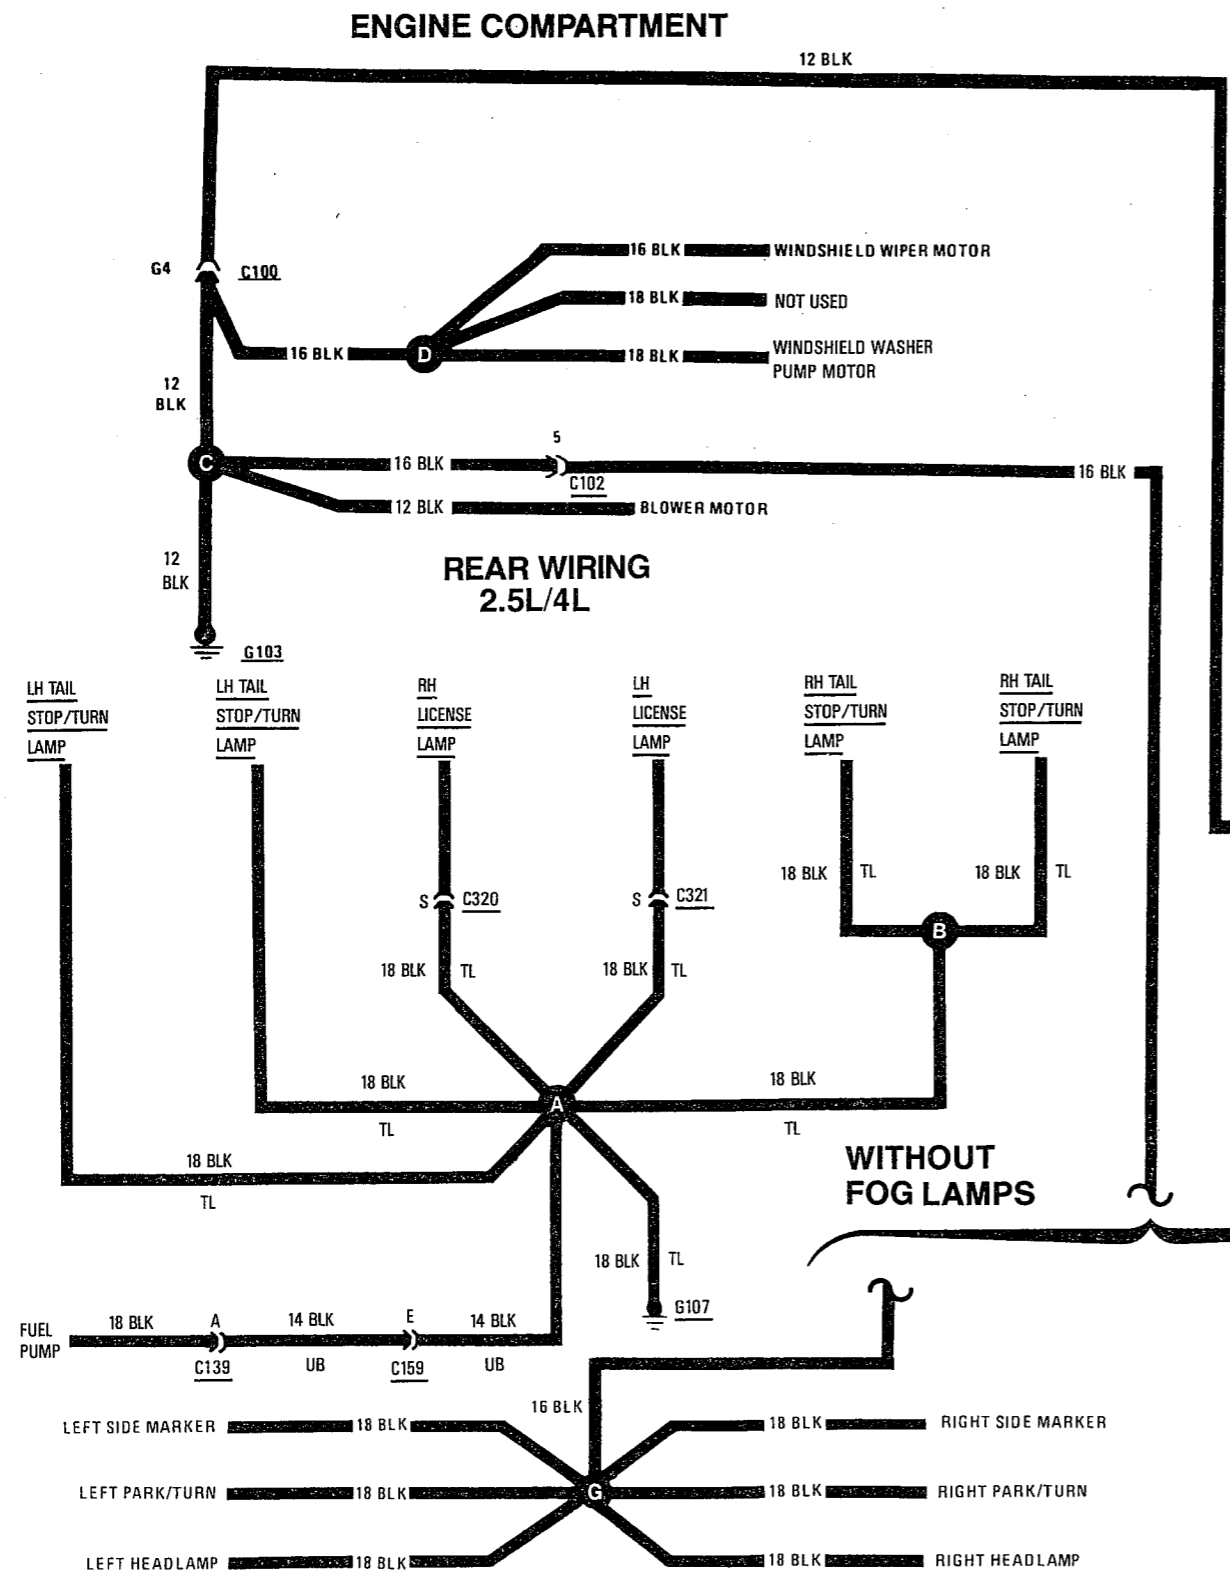 ENGINE COMPARTMENT
12 BLK
G4
C100
16 BLK
WINDSHIELD WIPER MOTOR
18 BLK
NOT USED
16 BLK
D
18 BLK
WINDSHIELD WASHER
PUMP MOTOR
12
BLK
C
16 BLK
5
C102
16 BLK
12 BLK
BLOWER MOTOR
12
BLK
REAR WIRING
2.5L/4L
G103
LH TAIL
STOP/TURN
LAMP
LH TAIL
STOP/TURN
LAMP
RH
LICENSE
LAMP
LH
LICENSE
LAMP
RH TAIL
STOP/TURN
LAMP
RH TAIL
STOP/TURN
LAMP
18 BLK
TL
18 BLK
TL
S
C320
S
C321
B
18 BLK
TL
18 BLK
TL
18 BLK
TL
A
18 BLK
TL
18 BLK
TL
WITHOUT
FOG LAMPS
18 BLK
TL
G107
FUEL
PUMP
18 BLK
A
C139
14 BLK
UB
E
C159
14 BLK
UB
16 BLK
LEFT SIDE MARKER
18 BLK
18 BLK
RIGHT SIDE MARKER
LEFT PARK/TURN
18 BLK
G
18 BLK
RIGHT PARK/TURN
LEFT HEADLAMP
18 BLK
18 BLK
RIGHT HEADLAMP